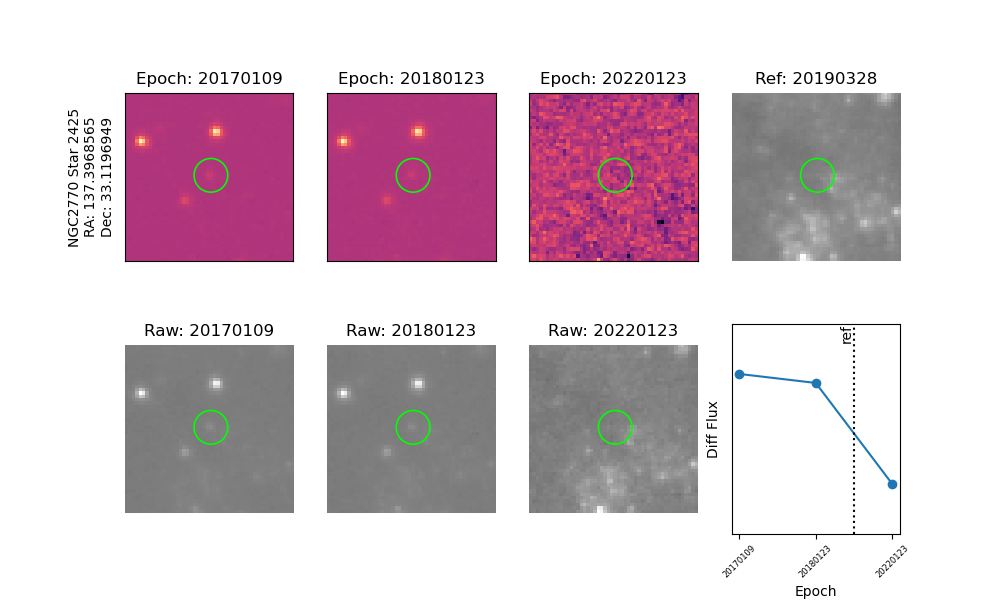 Epoch: 20170109
Epoch: 20180123
Epoch: 20220123
Ref: 20190328
NGC2770 Star 2425
RA: 137.3968565
Dec: 33.1196949
Raw: 20170109
Raw: 20180123
Raw: 20220123
ref
Diff Flux
20170109
20180123
20220123
Epoch